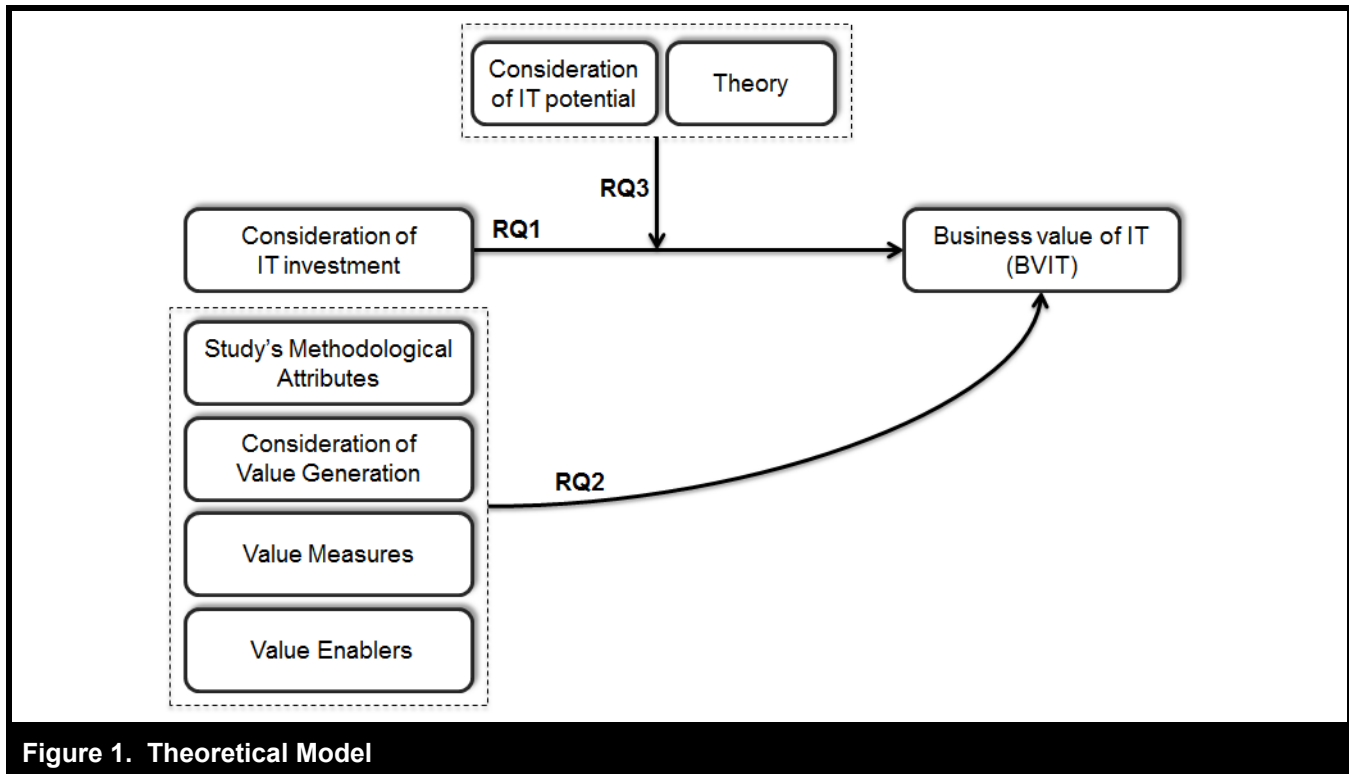 Consideration
of IT potential
Theory
RQ3
Consideration of
IT investment
RQ1
Business value of IT
(BVIT)
Study's Methodological
Attributes
Consideration of
Value Generation
RQ2
Value Measures
Value Enablers
Figure 1. Theoretical Model